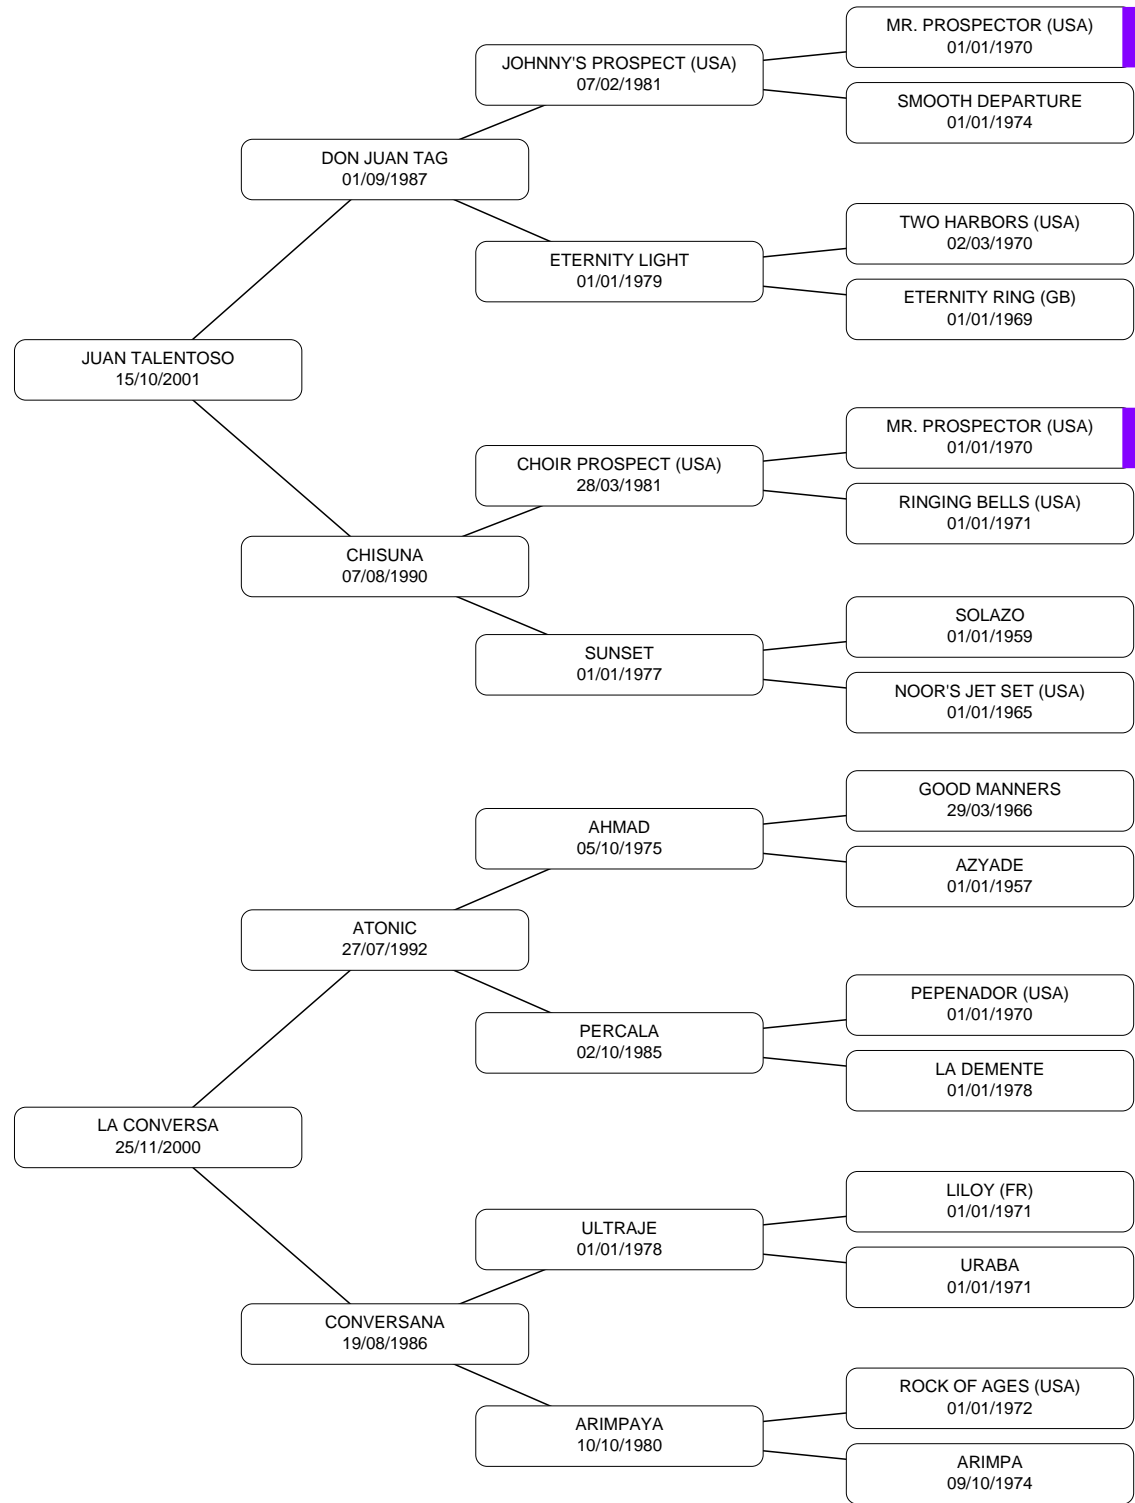 MR. PROSPECTOR (USA)
01/01/1970
JOHNNY'S PROSPECT (USA)
07/02/1981
SMOOTH DEPARTURE
01/01/1974
DON JUAN TAG
01/09/1987
TWO HARBORS (USA)
02/03/1970
ETERNITY LIGHT
01/01/1979
ETERNITY RING (GB)
01/01/1969
JUAN TALENTOSO
15/10/2001
MR. PROSPECTOR (USA)
01/01/1970
CHOIR PROSPECT (USA)
28/03/1981
RINGING BELLS (USA)
01/01/1971
CHISUNA
07/08/1990
SOLAZO
01/01/1959
SUNSET
01/01/1977
NOOR'S JET SET (USA)
01/01/1965
GOOD MANNERS
29/03/1966
AHMAD
05/10/1975
AZYADE
01/01/1957
ATONIC
27/07/1992
PEPENADOR (USA)
01/01/1970
PERCALA
02/10/1985
LA DEMENTE
01/01/1978
LA CONVERSA
25/11/2000
LILOY (FR)
01/01/1971
ULTRAJE
01/01/1978
URABA
01/01/1971
CONVERSANA
19/08/1986
ROCK OF AGES (USA)
01/01/1972
ARIMPAYA
10/10/1980
ARIMPA
09/10/1974